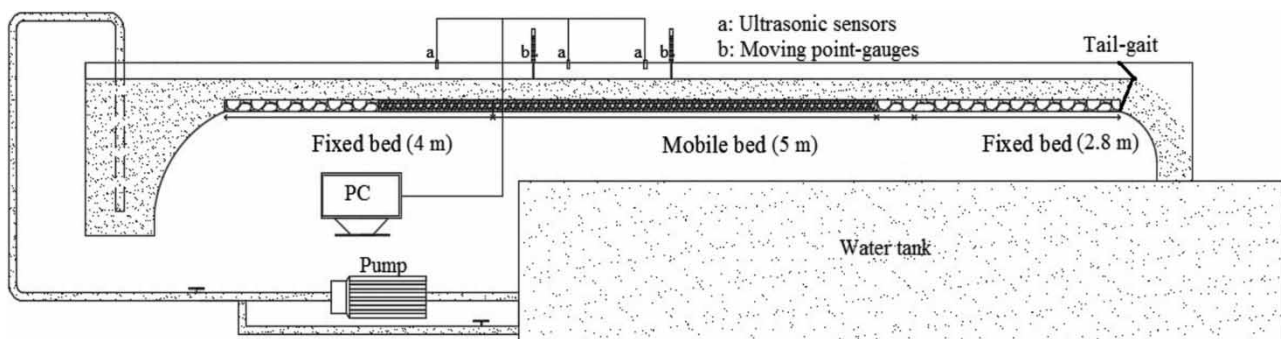 a: Ultrasonic sensors
b: Moving point-gauges
Tail-gait
a
b
a
a
b
Fixed bed (4 m)
Mobile bed (5 m)
Fixed bed (2.8 m)
PC
Pump
Water tank